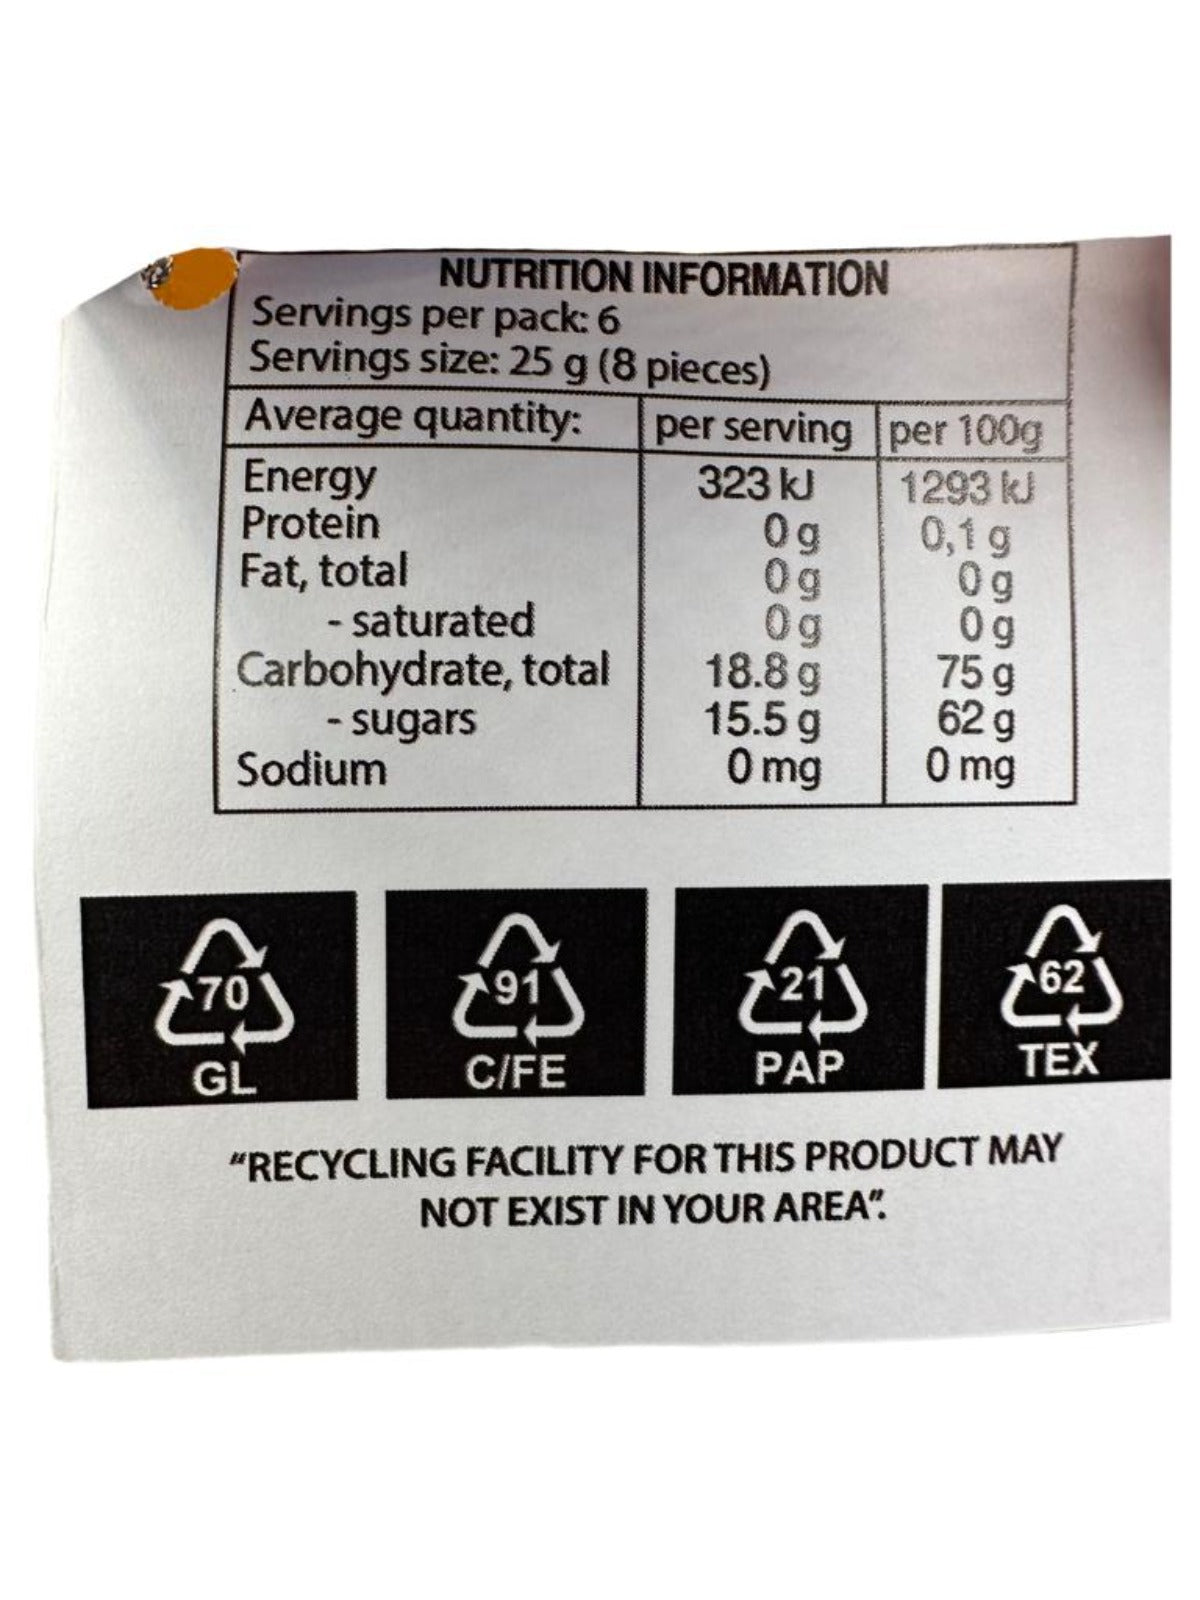 NUTRITION INFORMATION
Servings per pack: 6
Servings size: 25 g (8 pieces)
Average quantity: per serving per 100g
Energy 323 kJ 1293 kJ
Protein 0 g 0,1 g
Fat, total 0 g 0 g
- saturated 0 g 0 g
Carbohydrate, total 18.8 g 75 g
- sugars 15.5 g 62 g
Sodium 0 mg 0 mg
70 91 21 62
GL C/FE PAP TEX
“RECYCLING FACILITY FOR THIS PRODUCT MAY
NOT EXIST IN YOUR AREA”.